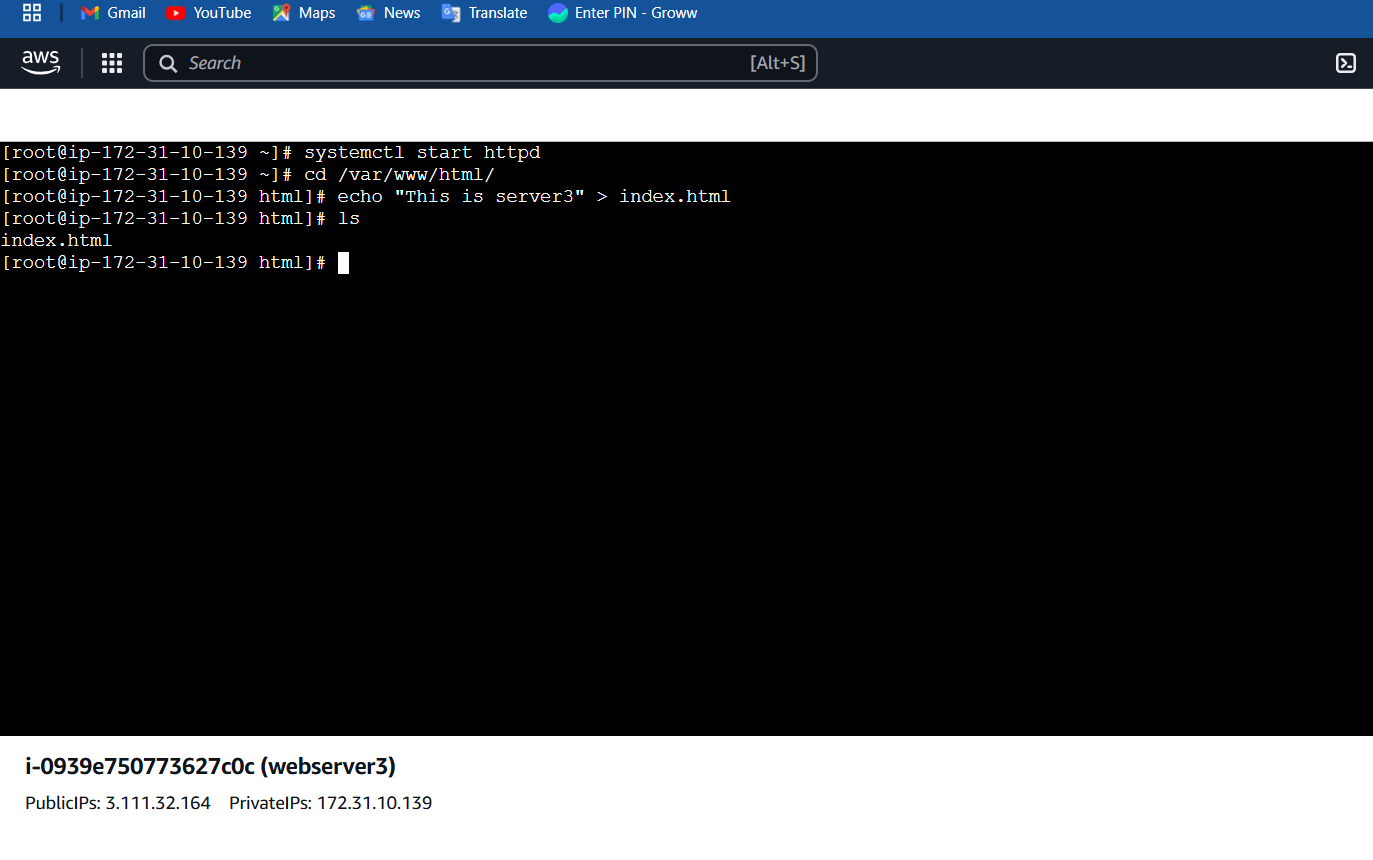 Gmail YouTube Maps News Translate Enter PIN - Groww
aws Search [Alt+S]
[root@ip-172-31-10-139 ~]# systemctl start httpd
[root@ip-172-31-10-139 ~]# cd /var/www/html/
[root@ip-172-31-10-139 html]# echo "This is server3" > index.html
[root@ip-172-31-10-139 html]# ls
index.html
[root@ip-172-31-10-139 html]#
i-0939e750773627c0c (webserver3)
PublicIPs: 3.111.32.164 PrivateIPs: 172.31.10.139